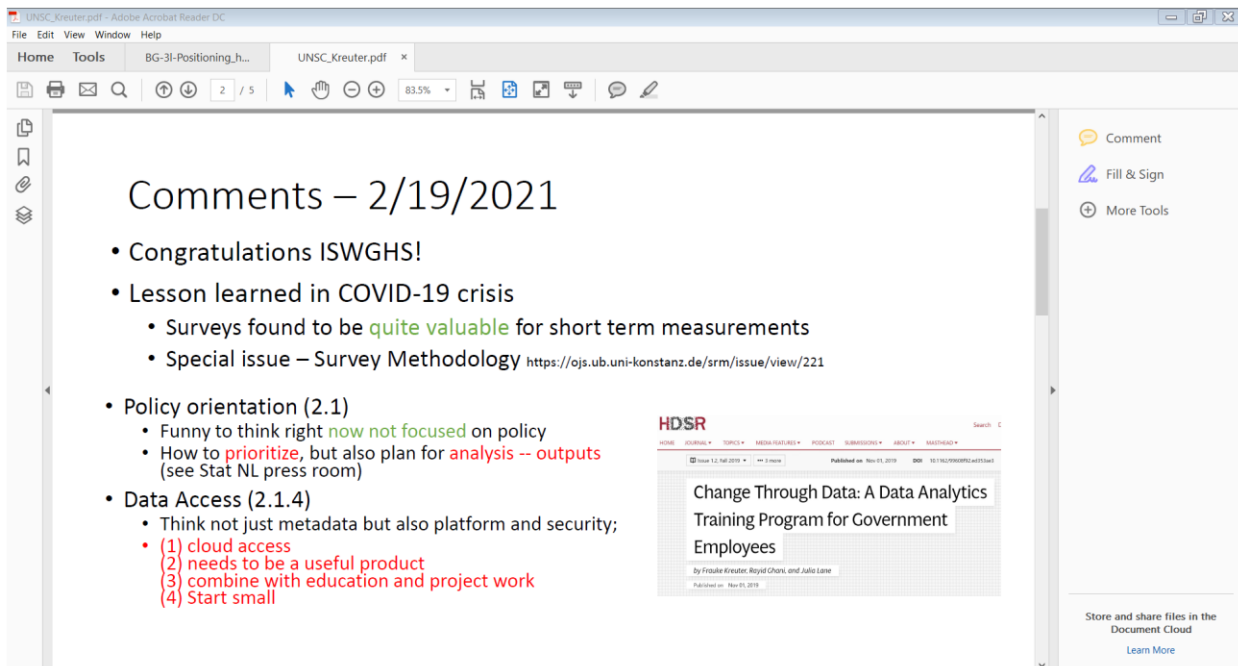 UNSC_Kreuter.pdf - Adobe Acrobat Reader DC
File Edit View Window Help
Home Tools BG-3l-Positioning_h... UNSC_Kreuter.pdf ×
2 / 5 83.5%
Comments – 2/19/2021
• Congratulations ISWGHS!
• Lesson learned in COVID-19 crisis
• Surveys found to be quite valuable for short term measurements
• Special issue – Survey Methodology https://ojs.ub.uni-konstanz.de/srm/issue/view/221
• Policy orientation (2.1)
• Funny to think right now not focused on policy
• How to prioritize, but also plan for analysis -- outputs
(see Stat NL press room)
• Data Access (2.1.4)
• Think not just metadata but also platform and security;
• (1) cloud access
(2) needs to be a useful product
(3) combine with education and project work
(4) Start small
HDSR
Search
HOME JOURNAL TOPICS MEDIA FEATURES PODCAST SUBMISSIONS ABOUT MASTHEAD
Issue 1.2, Fall 2019 ••• 3 more Published on Nov 01, 2019 DOI
Change Through Data: A Data Analytics
Training Program for Government
Employees
by Frauke Kreuter, Rayid Ghani, and Julia Lane
Published on Nov 01, 2019
Comment
Fill & Sign
More Tools
Store and share files in the
Document Cloud
Learn More